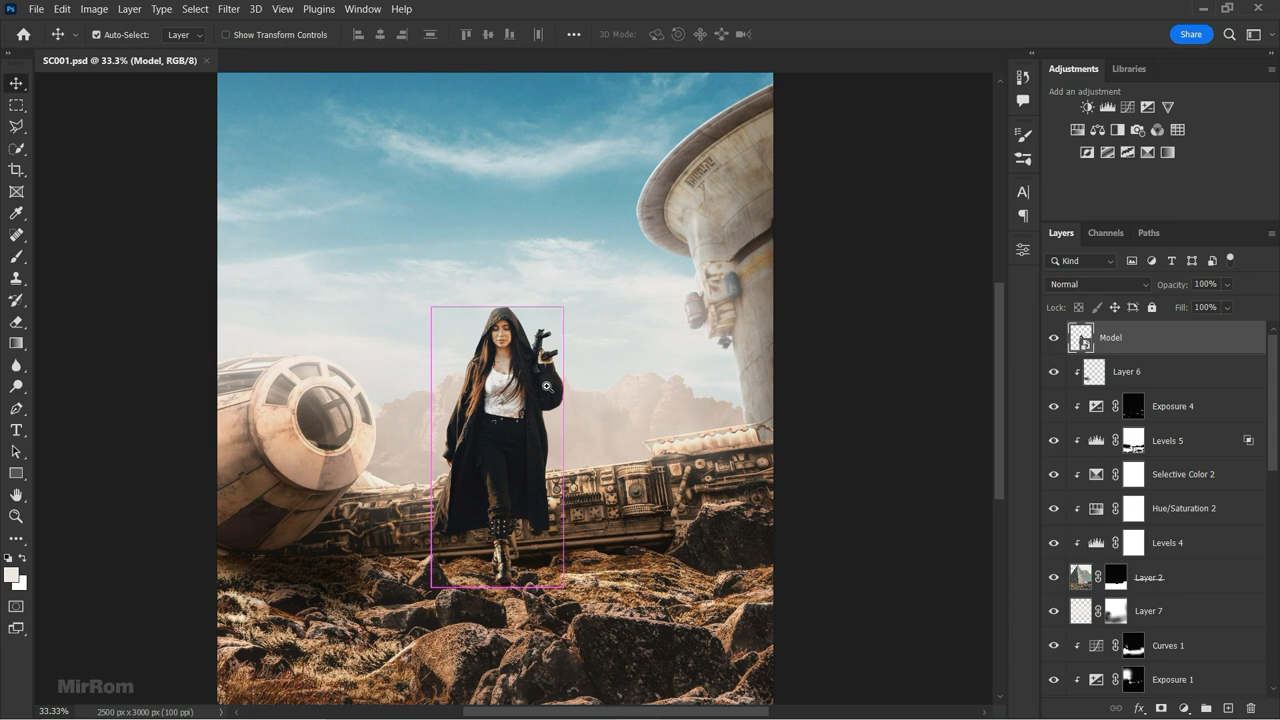 Ps File Edit Image Layer Type Select Filter 3D View Plugins Window Help
Auto-Select: Layer Show Transform Controls 3D Mode: Share
SC001.psd @ 33.3% (Model, RGB/8)
Adjustments Libraries
Add an adjustment
Layers Channels Paths
Kind
Normal Opacity: 100%
Lock: Fill: 100%
Model
Layer 6
Exposure 4
Levels 5
Selective Color 2
Hue/Saturation 2
Levels 4
Layer 2
Layer 7
Curves 1
Exposure 1
MirRom
33.33% 2500 px x 3000 px (100 ppi)